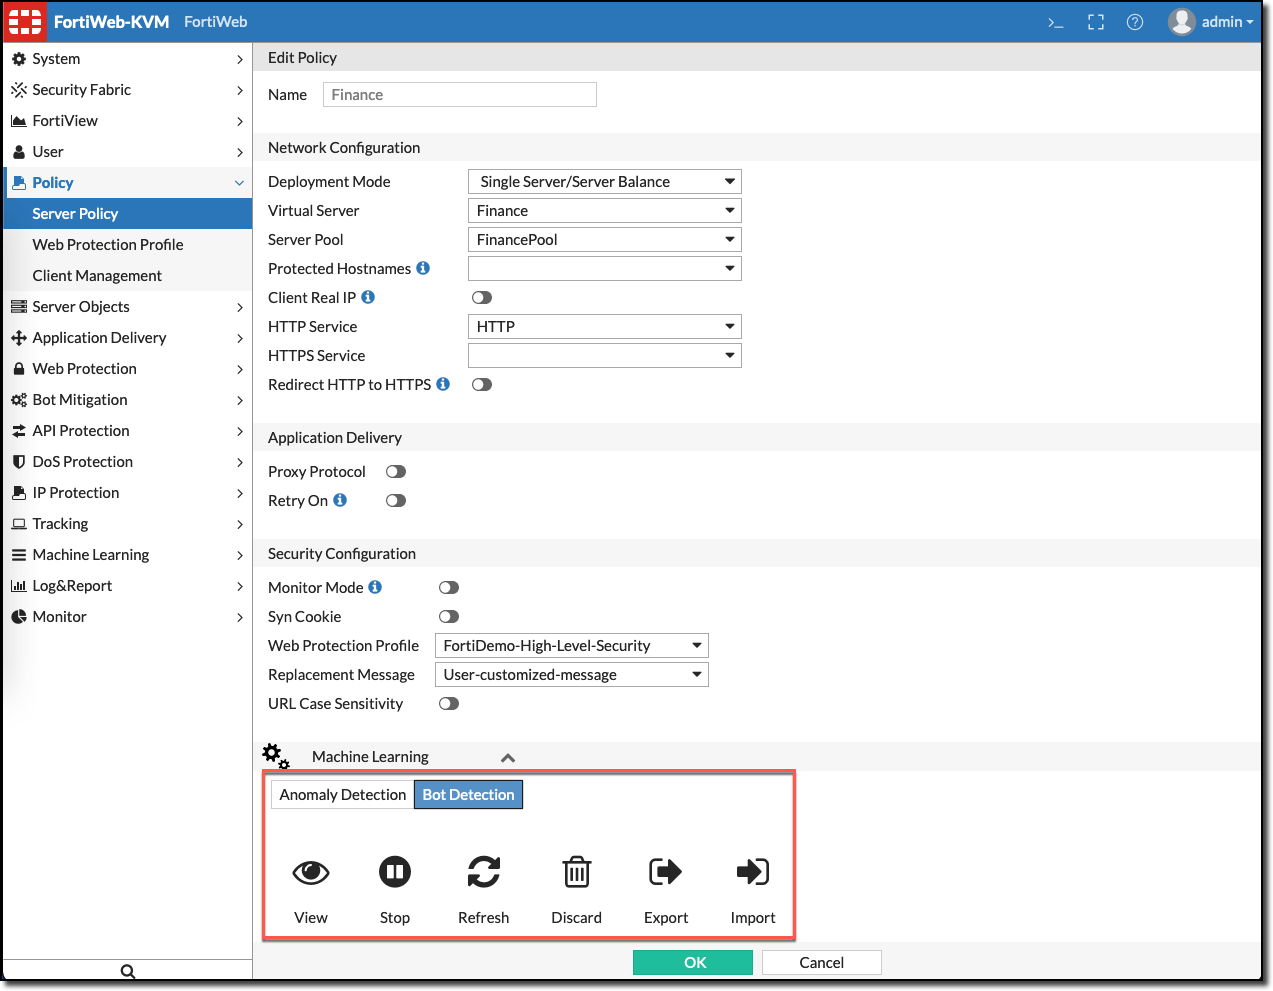 FortiWeb-KVM FortiWeb
>_ ? admin
System
Security Fabric
FortiView
User
Policy
Server Policy
Web Protection Profile
Client Management
Server Objects
Application Delivery
Web Protection
Bot Mitigation
API Protection
DoS Protection
IP Protection
Tracking
Machine Learning
Log&Report
Monitor
Edit Policy
Name Finance
Network Configuration
Deployment Mode Single Server/Server Balance
Virtual Server Finance
Server Pool FinancePool
Protected Hostnames
Client Real IP
HTTP Service HTTP
HTTPS Service
Redirect HTTP to HTTPS
Application Delivery
Proxy Protocol
Retry On
Security Configuration
Monitor Mode
Syn Cookie
Web Protection Profile FortiDemo-High-Level-Security
Replacement Message User-customized-message
URL Case Sensitivity
Machine Learning
Anomaly Detection Bot Detection
View Stop Refresh Discard Export Import
OK Cancel